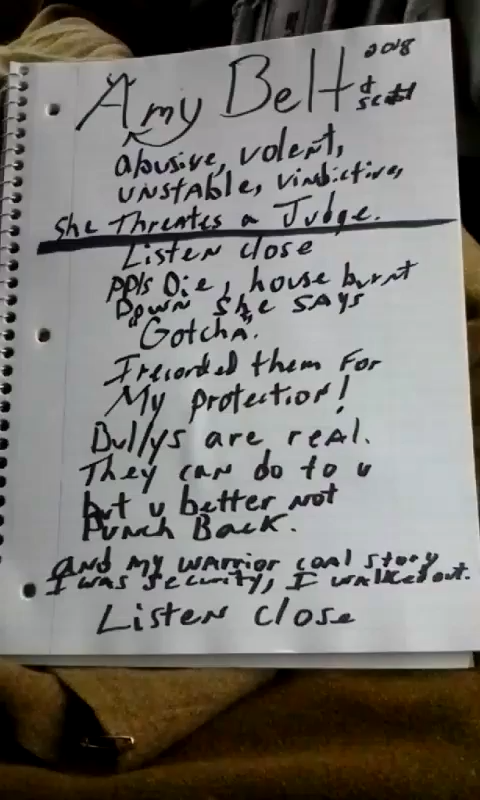 2018
Amy Belt &
scabl
abusive, volent,
UNSTABLE, vindictive,
she Threates a Judge.
Listen close
ppls Die, house burnt
Down she says
"Gotcha".
I recorded them for
My protection!
Bullys are real.
They can do to u
but u better not
Punch Back.
and my warrior coal story
I was security, I walked out.
Listen close